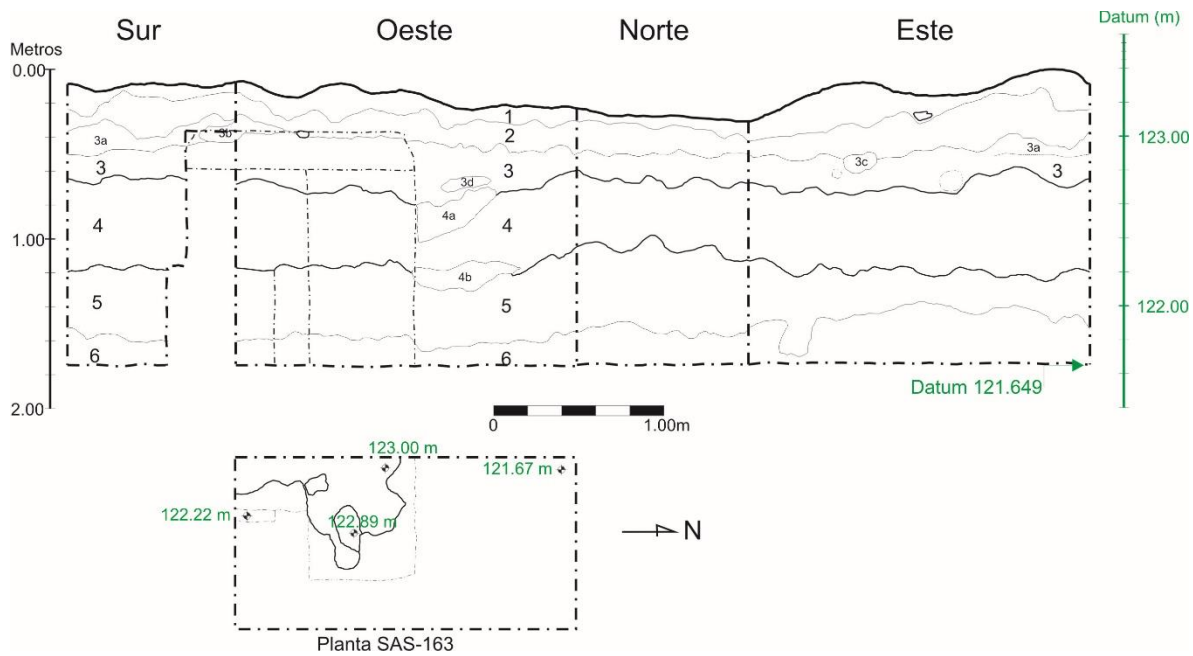 Sur Oeste Norte Este Datum (m)
Metros
0.00
1
2
3b
3a
3
3
3d
4a
3c
3a
3
123.00
4
4
1.00
4b
5
5
122.00
6
6
2.00
Datum 121.649
0 1.00m
123.00 m
121.67 m
122.22 m
122.89 m
N
Planta SAS-163